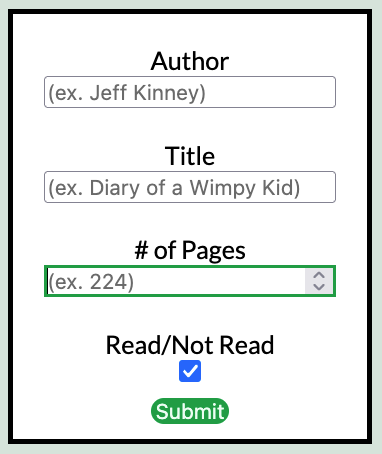 Author
(ex. Jeff Kinney)
Title
(ex. Diary of a Wimpy Kid)
# of Pages
(ex. 224)
Read/Not Read
Submit